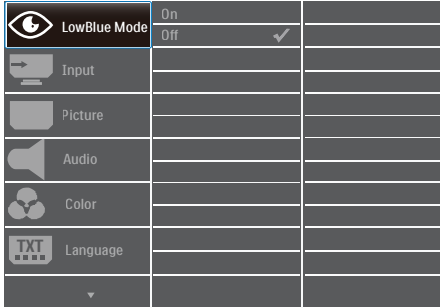 LowBlue Mode
On
Off
Input
Picture
Audio
Color
TXT
Language